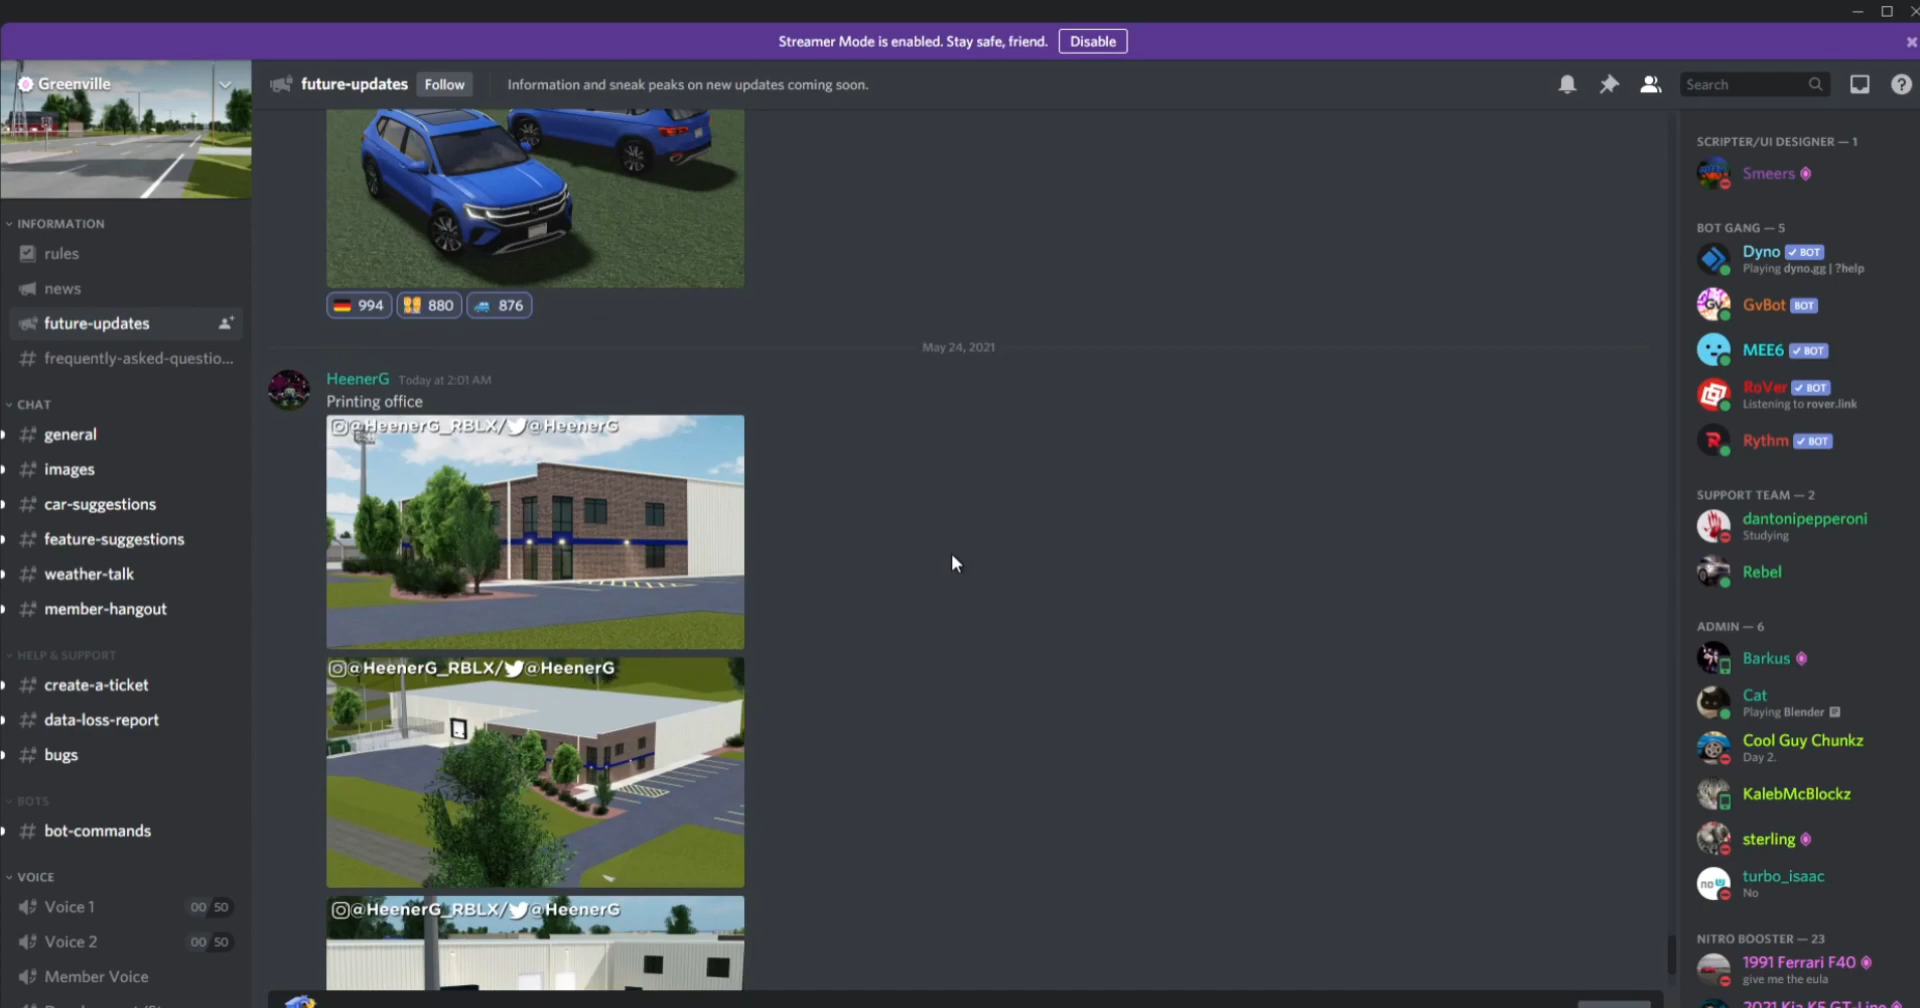 Streamer Mode is enabled. Stay safe, friend. Disable
Greenville
future-updates Follow Information and sneak peaks on new updates coming soon. Search
INFORMATION
rules
news
future-updates
frequently-asked-questio...
CHAT
general
images
car-suggestions
feature-suggestions
weather-talk
member-hangout
HELP & SUPPORT
create-a-ticket
data-loss-report
bugs
BOTS
bot-commands
VOICE
Voice 1 00 50
Voice 2 00 50
Member Voice
994 880 876
May 24, 2021
HeenerG Today at 2:01 AM
Printing office
@HeenerG_RBLX/ @HeenerG
@HeenerG_RBLX/ @HeenerG
@HeenerG_RBLX/ @HeenerG
SCRIPTER/UI DESIGNER — 1
Smeers
BOT GANG — 5
Dyno BOT
Playing dyno.gg | ?help
Gv
GvBot BOT
MEE6 BOT
RoVer BOT
Listening to rover.link
Rythm BOT
SUPPORT TEAM — 2
dantonipepperoni
Studying
Rebel
ADMIN — 6
Barkus
Cat
Playing Blender
Cool Guy Chunkz
Day 2.
KalebMcBlockz
sterling
turbo_isaac
no U
No
NITRO BOOSTER — 23
1991 Ferrari F40
give me the eula
2021 Kia K5 GT-Line